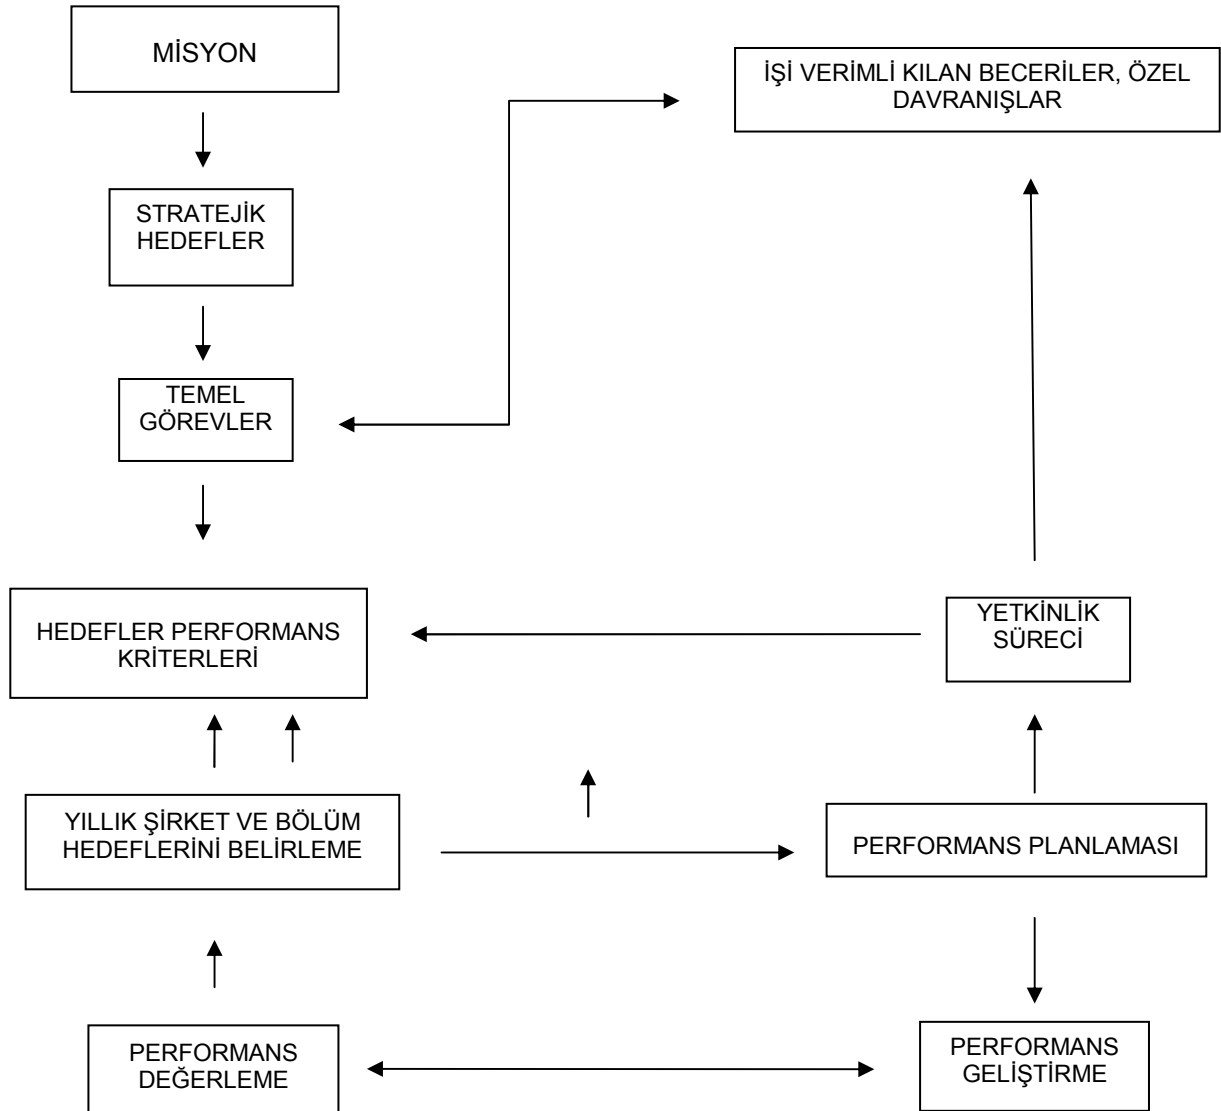 MİSYON
İŞİ VERİMLİ KILAN BECERİLER, ÖZEL
DAVRANIŞLAR
STRATEJİK
HEDEFLER
TEMEL
GÖREVLER
HEDEFLER PERFORMANS
KRİTERLERİ
YETKİNLİK
SÜRECİ
YILLIK ŞİRKET VE BÖLÜM
HEDEFLERİNİ BELİRLEME
PERFORMANS PLANLAMASI
PERFORMANS
DEĞERLEME
PERFORMANS
GELİŞTİRME